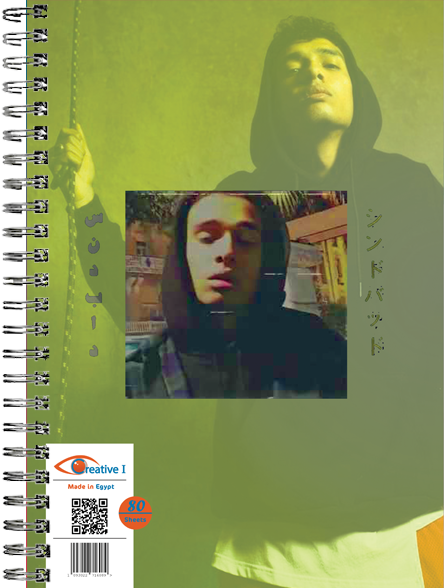 シンドバッド
Creative I
Made in Egypt
80
Sheets